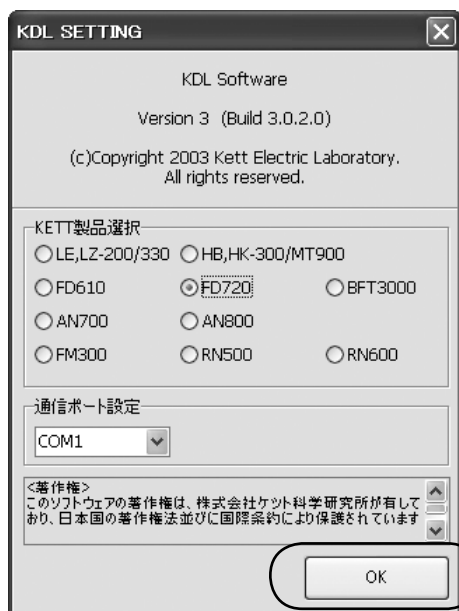 KDL SETTING
KDL Software
Version 3 (Build 3.0.2.0)
(c)Copyright 2003 Kett Electric Laboratory.
All rights reserved.
KETT製品選択
LE,LZ-200/330 HB,HK-300/MT900
FD610 FD720 BFT3000
AN700 AN800
FM300 RN500 RN600
通信ポート設定
COM1
<著作権>
このソフトウェアの著作権は、株式会社ケット科学研究所が有して
おり、日本国の著作権法並びに国際条約により保護されています
OK